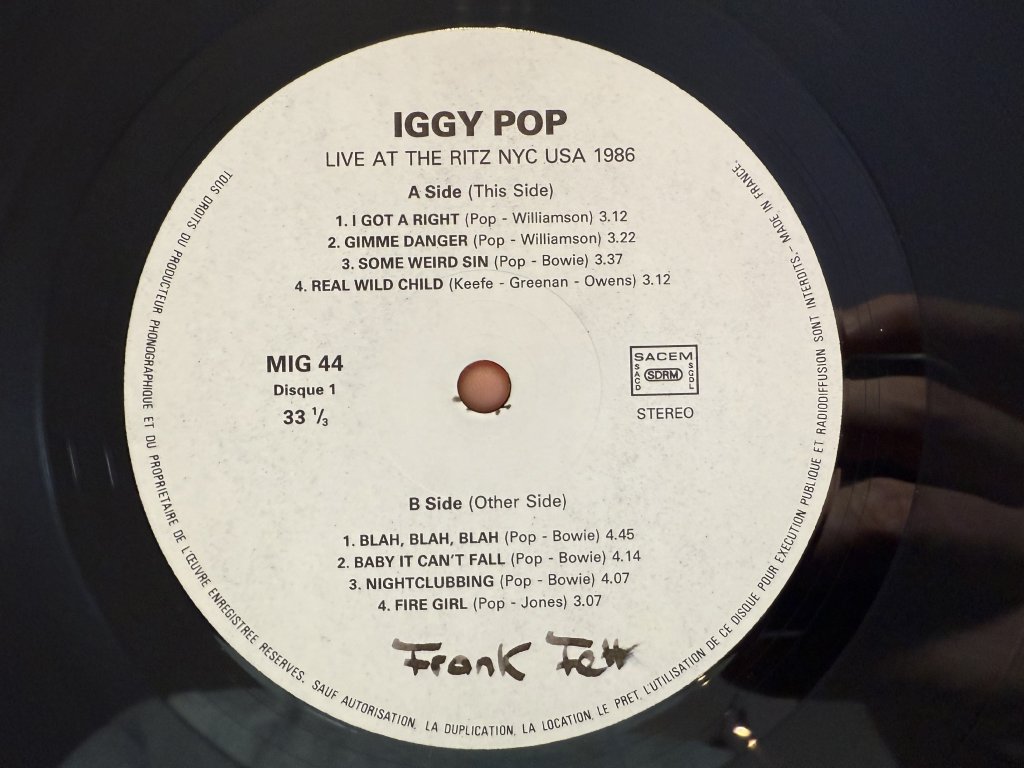 IGGY POP
LIVE AT THE RITZ NYC USA 1986
A Side (This Side)
1. I GOT A RIGHT (Pop - Williamson) 3.12
2. GIMME DANGER (Pop - Williamson) 3.22
3. SOME WEIRD SIN (Pop - Bowie) 3.37
4. REAL WILD CHILD (Keefe - Greenan - Owens) 3.12
MIG 44
Disque 1
33 1/3
SACEM
SACD SDRM SGDL
STEREO
B Side (Other Side)
1. BLAH, BLAH, BLAH (Pop - Bowie) 4.45
2. BABY IT CAN'T FALL (Pop - Bowie) 4.14
3. NIGHTCLUBBING (Pop - Bowie) 4.07
4. FIRE GIRL (Pop - Jones) 3.07
Frank Fett
TOUS DROITS DU PRODUCTEUR PHONOGRAPHIQUE ET DU PROPRIETAIRE DE L'ŒUVRE ENREGISTREE RESERVES. SAUF AUTORISATION, LA DUPLICATION, LA LOCATION, LE PRET, L'UTILISATION DE CE DISQUE POUR EXECUTION PUBLIQUE ET RADIODIFFUSION SONT INTERDITS. - MADE IN FRANCE.